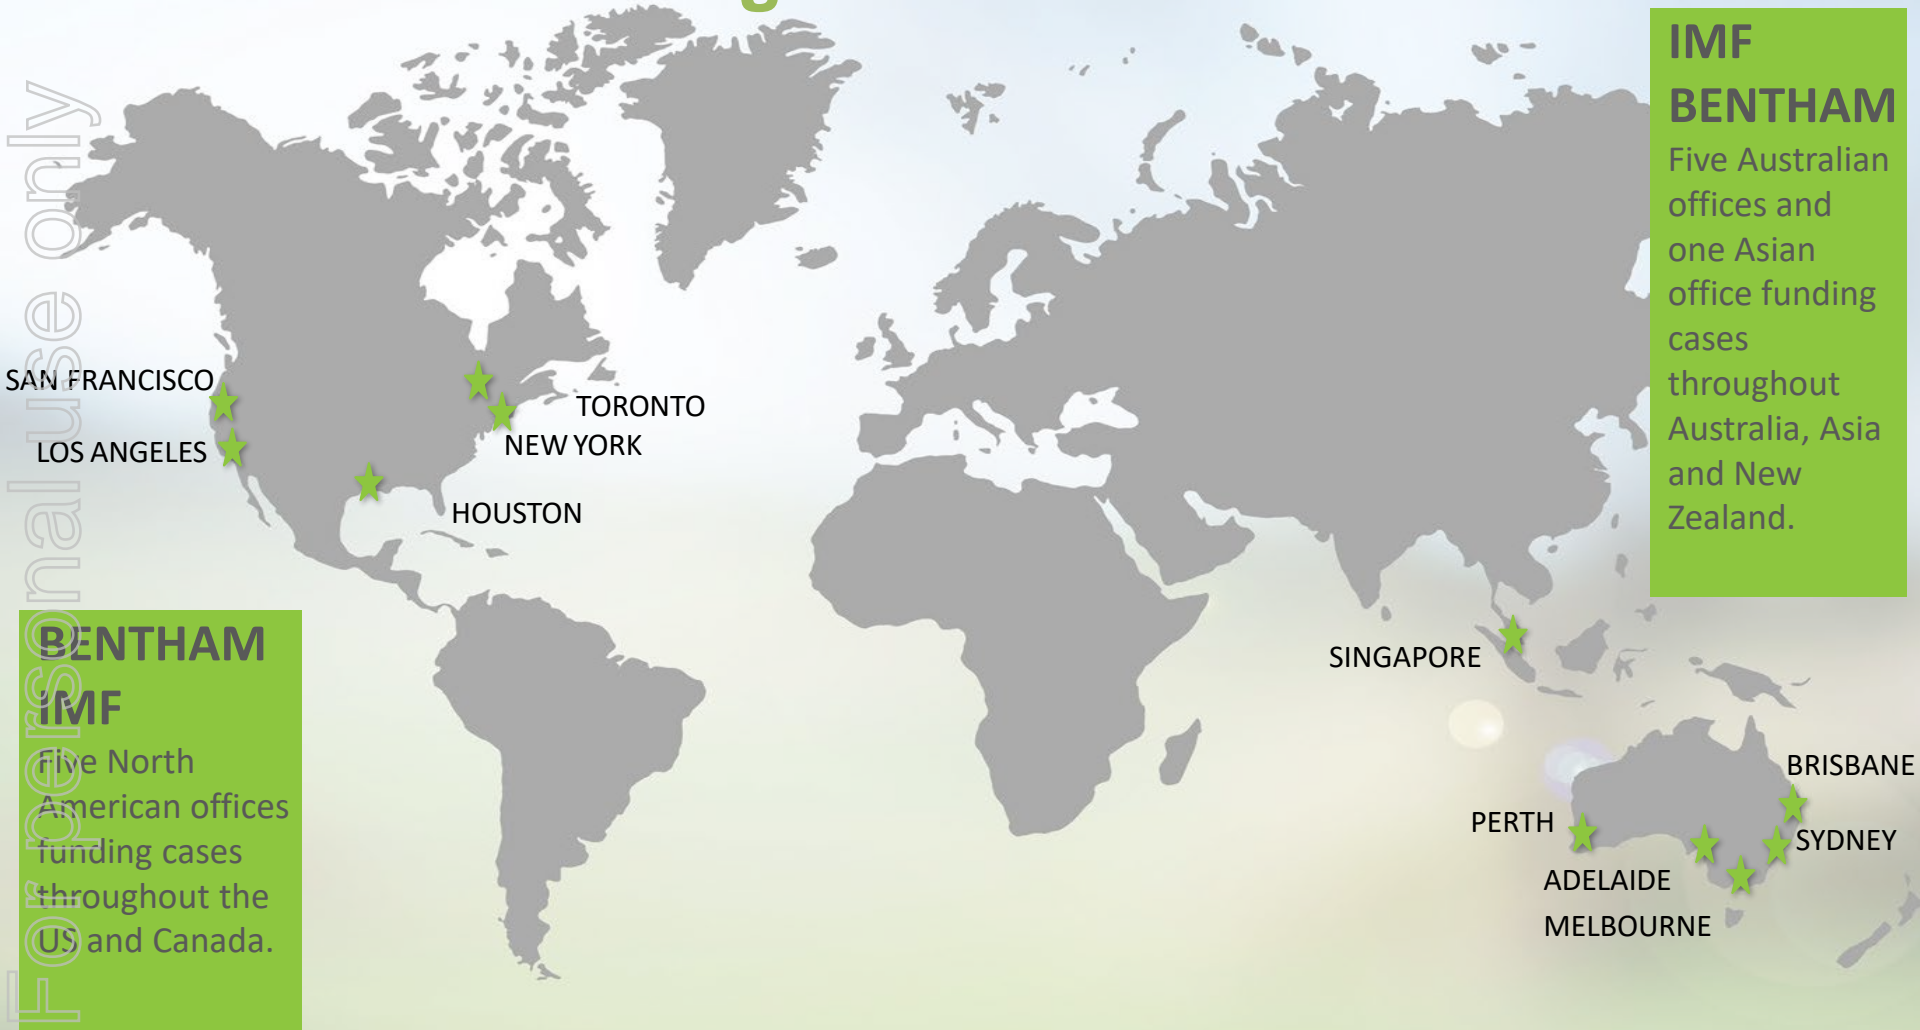 IMF
BENTHAM
Five Australian
offices and
one Asian
office funding
cases
throughout
Australia, Asia
and New
Zealand.
SAN FRANCISCO
LOS ANGELES
TORONTO
NEW YORK
HOUSTON
BENTHAM
IMF
Five North
American offices
funding cases
throughout the
US and Canada.
SINGAPORE
BRISBANE
PERTH
SYDNEY
ADELAIDE
MELBOURNE
For personal use only